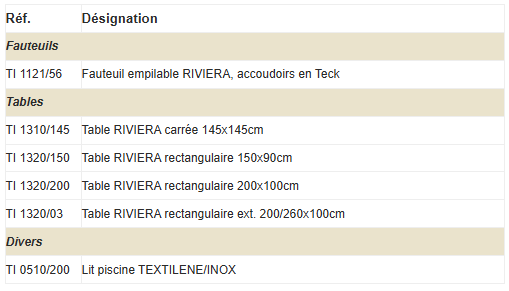 Réf. Désignation
Fauteuils
TI 1121/56 Fauteuil empilable RIVIERA, accoudoirs en Teck
Tables
TI 1310/145 Table RIVIERA carrée 145x145cm
TI 1320/150 Table RIVIERA rectangulaire 150x90cm
TI 1320/200 Table RIVIERA rectangulaire 200x100cm
TI 1320/03 Table RIVIERA rectangulaire ext. 200/260x100cm
Divers
TI 0510/200 Lit piscine TEXTILENE/INOX